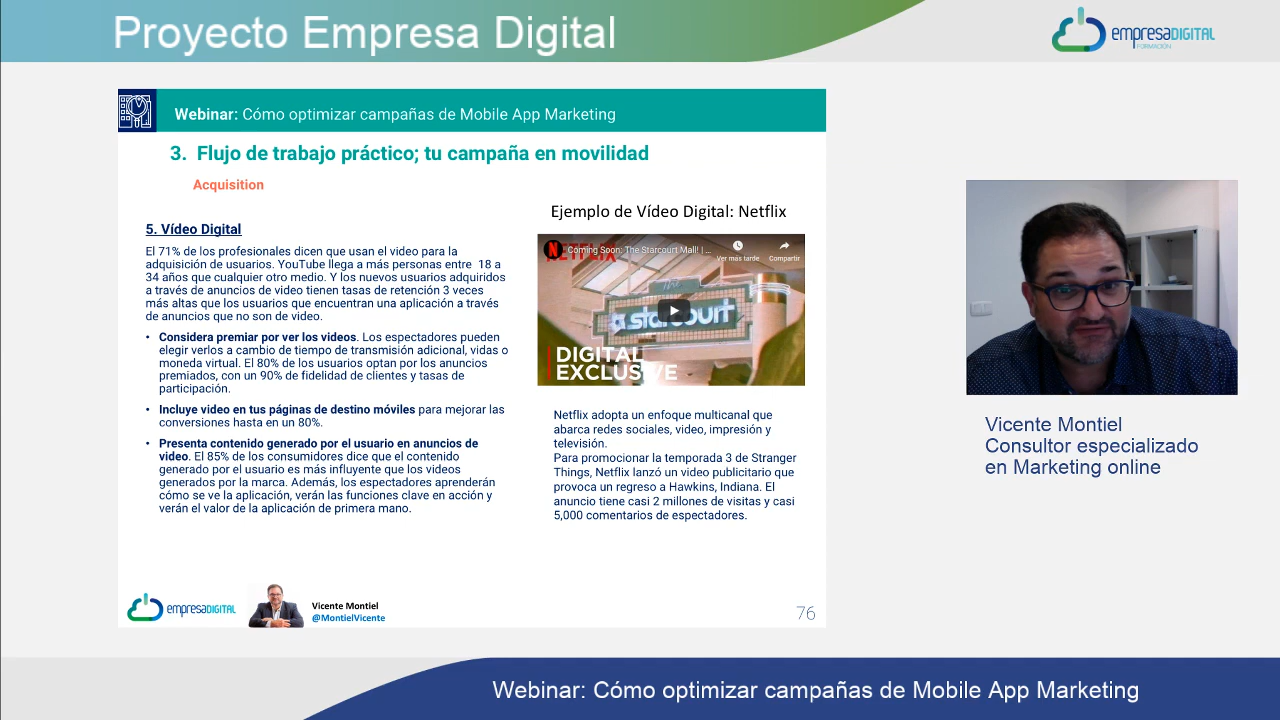 Proyecto Empresa Digital
empresaDIGITAL
FORMACIÓN
Webinar: Cómo optimizar campañas de Mobile App Marketing
3. Flujo de trabajo práctico; tu campaña en movilidad
Acquisition
5. Vídeo Digital
El 71% de los profesionales dicen que usan el video para la
adquisición de usuarios. YouTube llega a más personas entre 18 a
34 años que cualquier otro medio. Y los nuevos usuarios adquiridos
a través de anuncios de video tienen tasas de retención 3 veces
más altas que los usuarios que encuentran una aplicación a través
de anuncios que no son de video.
• Considera premiar por ver los videos. Los espectadores pueden
elegir verlos a cambio de tiempo de transmisión adicional, vidas o
moneda virtual. El 80% de los usuarios optan por los anuncios
premiados, con un 90% de fidelidad de clientes y tasas de
participación.
• Incluye video en tus páginas de destino móviles para mejorar las
conversiones hasta en un 80%.
• Presenta contenido generado por el usuario en anuncios de
video. El 85% de los consumidores dice que el contenido
generado por el usuario es más influyente que los videos
generados por la marca. Además, los espectadores aprenderán
cómo se ve la aplicación, verán las funciones clave en acción y
verán el valor de la aplicación de primera mano.
Ejemplo de Vídeo Digital: Netflix
NETFLIX
N
Coming Soon: The Starcourt Mall! | ...
Ver más tarde
Compartir
starcourt
DIGITAL
EXCLUSIVE
Netflix adopta un enfoque multicanal que
abarca redes sociales, video, impresión y
televisión.
Para promocionar la temporada 3 de Stranger
Things, Netflix lanzó un video publicitario que
provoca un regreso a Hawkins, Indiana. El
anuncio tiene casi 2 millones de visitas y casi
5,000 comentarios de espectadores.
empresaDIGITAL
Vicente Montiel
@MontielVicente
76
Vicente Montiel
Consultor especializado
en Marketing online
Webinar: Cómo optimizar campañas de Mobile App Marketing